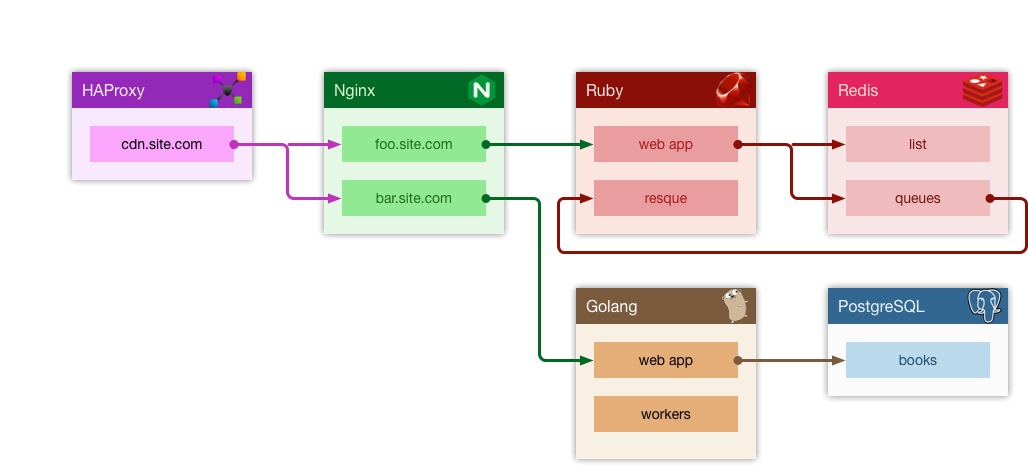 HAProxy
cdn.site.com
Nginx
N
foo.site.com
bar.site.com
Ruby
web app
resque
Redis
list
queues
Golang
web app
workers
PostgreSQL
books